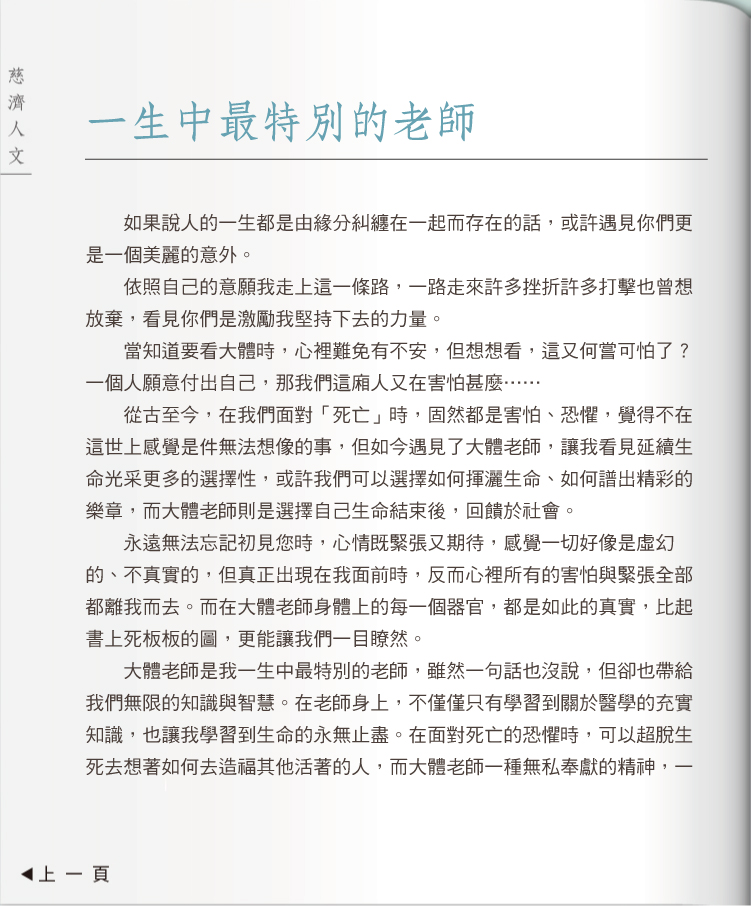 慈濟人文
一生中最特別的老師
如果說人的一生都是由緣分糾纏在一起而存在的話，或許遇見你們更
是一個美麗的意外。
依照自己的意願我走上這一條路，一路走來許多挫折許多打擊也曾想
放棄，看見你們是激勵我堅持下去的力量。
當知道要看大體時，心裡難免有不安，但想想看，這又何嘗可怕了？
一個人願意付出自己，那我們這廂人又在害怕甚麼……
從古至今，在我們面對「死亡」時，固然都是害怕、恐懼，覺得不在
這世上感覺是件無法想像的事，但如今遇見了大體老師，讓我看見延續生
命光采更多的選擇性，或許我們可以選擇如何揮灑生命、如何譜出精彩的
樂章，而大體老師則是選擇自己生命結束後，回饋於社會。
永遠無法忘記初見您時，心情既緊張又期待，感覺一切好像是虛幻
的、不真實的，但真正出現在我面前時，反而心裡所有的害怕與緊張全部
都離我而去。而在大體老師身體上的每一個器官，都是如此的真實，比起
書上死板板的圖，更能讓我們一目瞭然。
大體老師是我一生中最特別的老師，雖然一句話也沒說，但卻也帶給
我們無限的知識與智慧。在老師身上，不僅僅只有學習到關於醫學的充實
知識，也讓我學習到生命的永無止盡。在面對死亡的恐懼時，可以超脫生
死去想著如何去造福其他活著的人，而大體老師一種無私奉獻的精神，一
◀上一頁